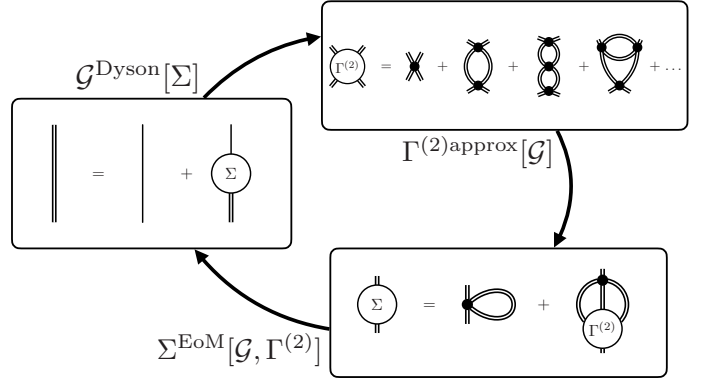 Γ⁽²⁾ = + + + + …
𝒢^Dyson[Σ]
Γ^(2)approx[𝒢]
= + Σ
Σ = + Γ⁽²⁾
Σ^EoM[𝒢, Γ⁽²⁾]